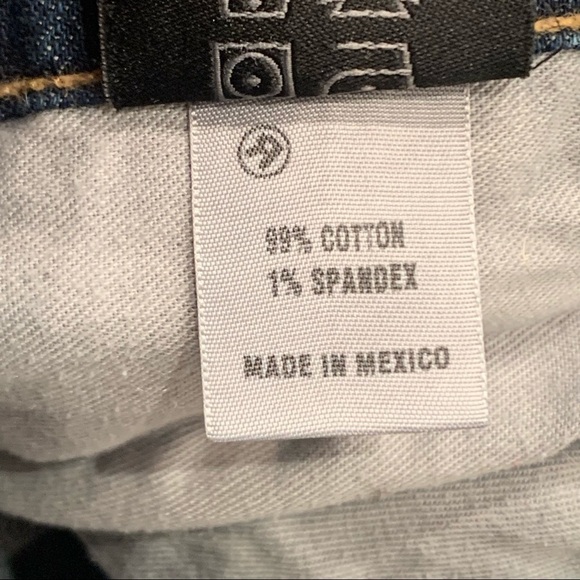 99% COTTON
1% SPANDEX
MADE IN MEXICO